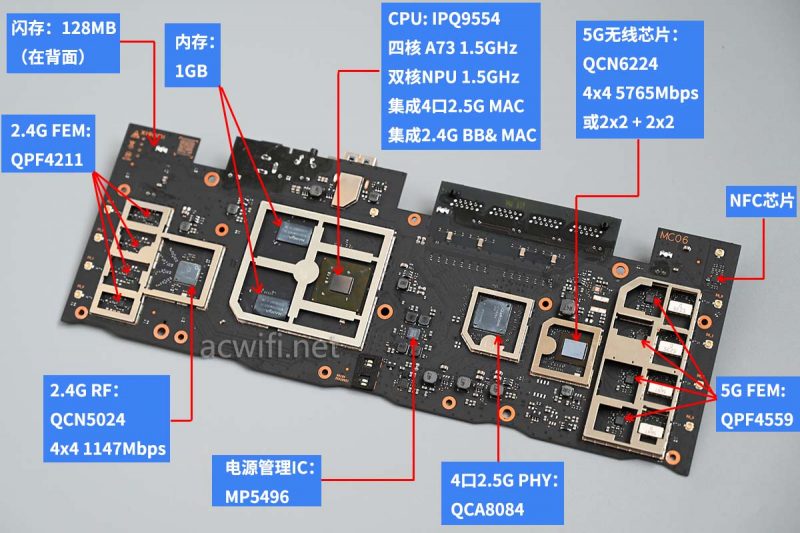 闪存：128MB
（在背面）
内存：
1GB
CPU: IPQ9554
四核 A73 1.5GHz
双核NPU 1.5GHz
集成4口2.5G MAC
集成2.4G BB& MAC
5G无线芯片：
QCN6224
4x4 5765Mbps
或2x2 + 2x2
2.4G FEM:
QPF4211
NFC芯片
MC06
acwifi.net
2.4G RF：
QCN5024
4x4 1147Mbps
电源管理IC：
MP5496
4口2.5G PHY：
QCA8084
5G FEM：
QPF4559